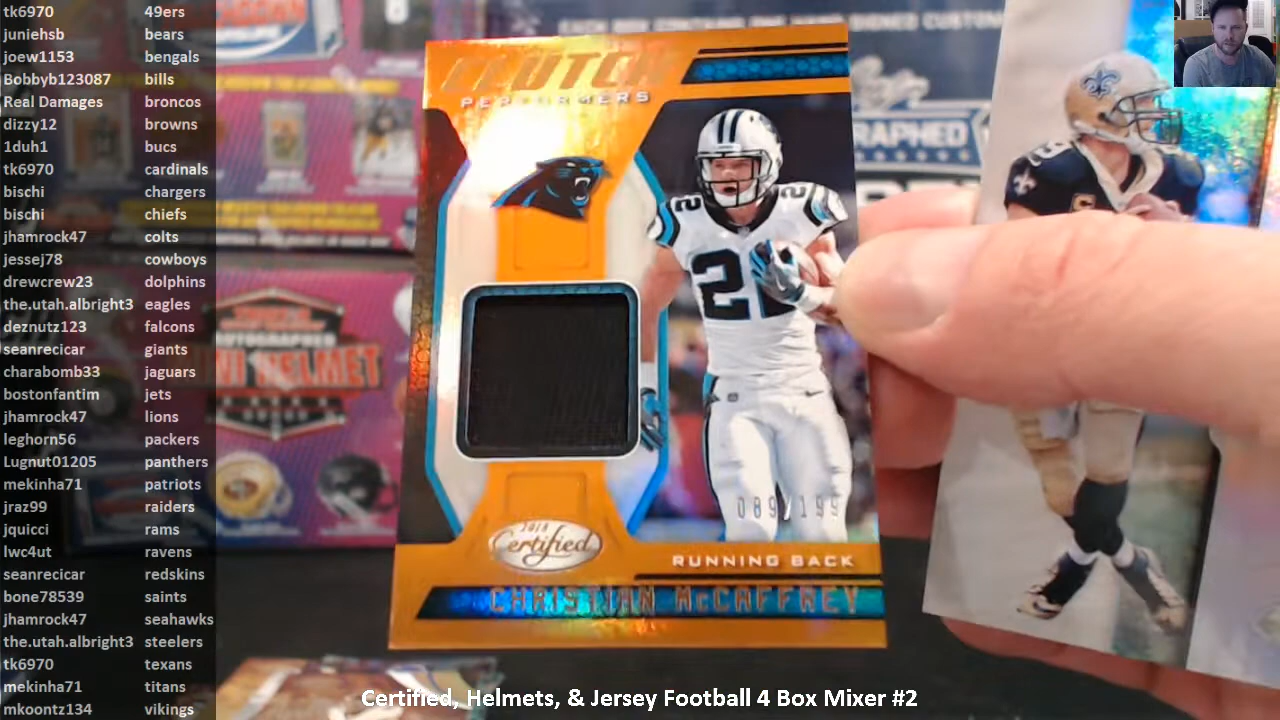 tk6970 49ers
juniehsb bears
joew1153 bengals
Bobbyb123087 bills
Real Damages broncos
dizzy12 browns
1duh1 bucs
tk6970 cardinals
bischi chargers
bischi chiefs
jhamrock47 colts
jessej78 cowboys
drewcrew23 dolphins
the.utah.albright3 eagles
deznutz123 falcons
seanrecicar giants
charabomb33 jaguars
bostonfantim jets
jhamrock47 lions
leghorn56 packers
Lugnut01205 panthers
mekinha71 patriots
jraz99 raiders
jquicci rams
lwc4ut ravens
seanrecicar redskins
bone78539 saints
jhamrock47 seahawks
the.utah.albright3 steelers
tk6970 texans
mekinha71 titans
mkoontz134 vikings
CLUTCH
PERFORMERS
22
2018
Certified
089/199
RUNNING BACK
CHRISTIAN McCAFFREY
Certified, Helmets, & Jersey Football 4 Box Mixer #2